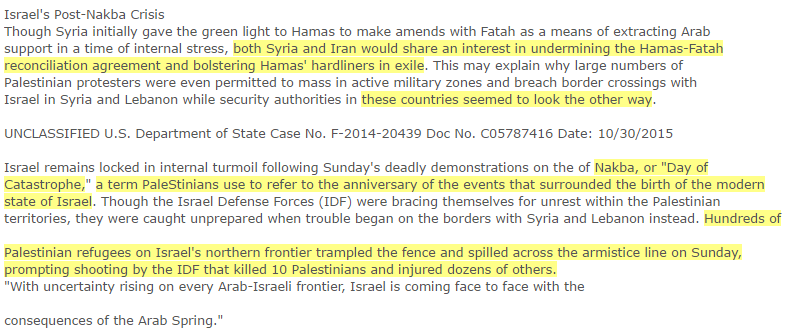 Israel's Post-Nakba Crisis
Though Syria initially gave the green light to Hamas to make amends with Fatah as a means of extracting Arab
support in a time of internal stress, both Syria and Iran would share an interest in undermining the Hamas-Fatah
reconciliation agreement and bolstering Hamas' hardliners in exile. This may explain why large numbers of
Palestinian protesters were even permitted to mass in active military zones and breach border crossings with
Israel in Syria and Lebanon while security authorities in these countries seemed to look the other way.
UNCLASSIFIED U.S. Department of State Case No. F-2014-20439 Doc No. C05787416 Date: 10/30/2015
Israel remains locked in internal turmoil following Sunday's deadly demonstrations on the of Nakba, or "Day of
Catastrophe," a term PaleStinians use to refer to the anniversary of the events that surrounded the birth of the modern
state of Israel. Though the Israel Defense Forces (IDF) were bracing themselves for unrest within the Palestinian
territories, they were caught unprepared when trouble began on the borders with Syria and Lebanon instead. Hundreds of
Palestinian refugees on Israel's northern frontier trampled the fence and spilled across the armistice line on Sunday,
prompting shooting by the IDF that killed 10 Palestinians and injured dozens of others.
"With uncertainty rising on every Arab-Israeli frontier, Israel is coming face to face with the
consequences of the Arab Spring."